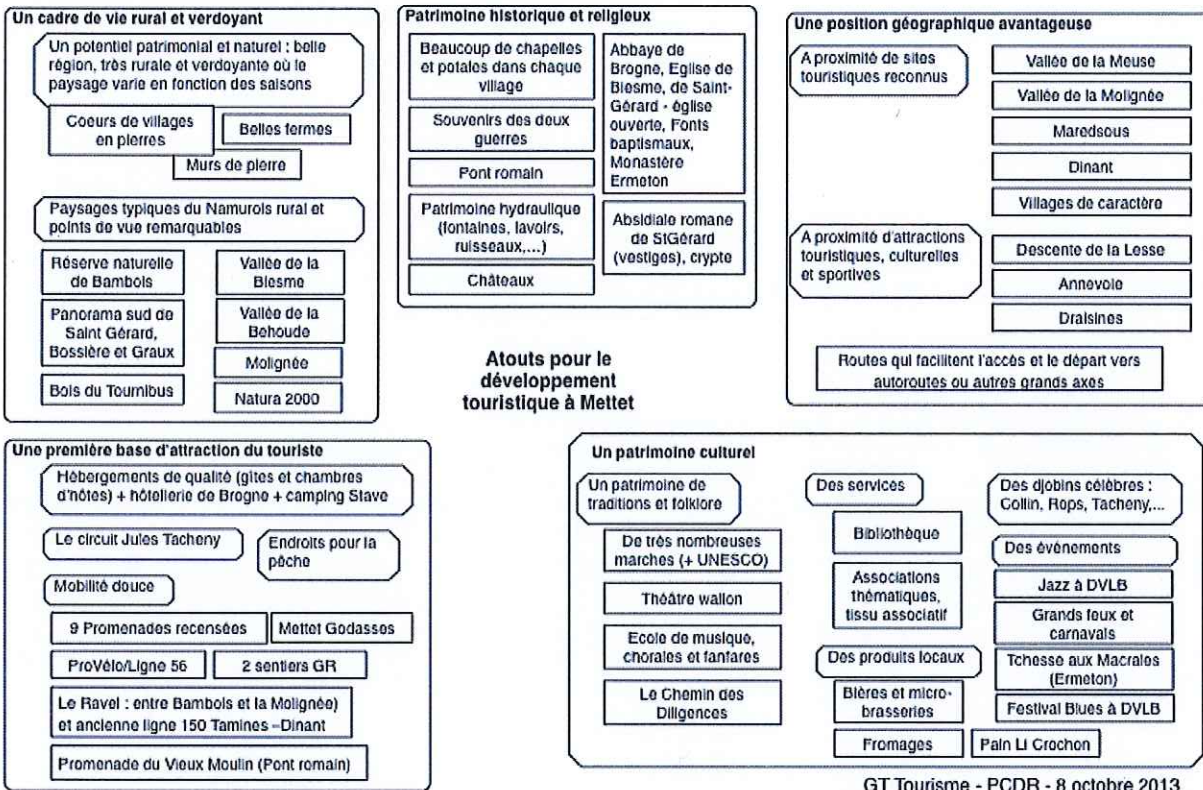 Un cadre de vie rural et verdoyant
Un potentiel patrimonial et naturel : belle
région, très rurale et verdoyante où le
paysage varie en fonction des saisons
Coeurs de villages
en pierres
Belles fermes
Murs de pierre
Paysages typiques du Namurois rural et
points de vue remarquables
Réserve naturelle
de Bambois
Panorama sud de
Saint Gérard,
Bossière et Graux
Bois du Tournibus
Vallée de la
Biesme
Vallée de la
Behoude
Molignée
Natura 2000
Patrimoine historique et religieux
Beaucoup de chapelles
et potales dans chaque
village
Souvenirs des deux
guerres
Pont romain
Patrimoine hydraulique
(fontaines, lavoirs,
ruisseaux,...)
Châteaux
Abbaye de
Brogne, Eglise de
Biesme, de Saint-
Gérard - église
ouverte, Fonts
baptismaux,
Monastère
Ermeton
Absidiale romane
de StGérard
(vestiges), crypte
Une position géographique avantageuse
A proximité de sites
touristiques reconnus
Vallée de la Meuse
Vallée de la Molignée
Maredsous
Dinant
Villages de caractère
A proximité d'attractions
touristiques, culturelles
et sportives
Descente de la Lesse
Annevoie
Draisines
Routes qui facilitent l'accès et le départ vers
autoroutes ou autres grands axes
Atouts pour le
développement
touristique à Mettet
Une première base d'attraction du touriste
Hébergements de qualité (gîtes et chambres
d'hôtes) + hôtellerie de Brogne + camping Stave
Le circuit Jules Tacheny
Endroits pour la
pêche
Mobilité douce
9 Promenades recensées
Mettet Godasses
ProVélo/Ligne 56
2 sentiers GR
Le Ravel : entre Bambois et la Molignée)
et ancienne ligne 150 Tamines –Dinant
Promenade du Vieux Moulin (Pont romain)
Un patrimoine culturel
Un patrimoine de
traditions et folklore
De très nombreuses
marches (+ UNESCO)
Théâtre wallon
Ecole de musique,
chorales et fanfares
Le Chemin des
Diligences
Des services
Bibliothèque
Associations
thématiques,
tissu associatif
Des produits locaux
Bières et micro-
brasseries
Fromages
Pain Li Crochon
Des djobins célèbres :
Collin, Rops, Tacheny,...
Des événements
Jazz à DVLB
Grands feux et
carnavals
Tchesse aux Macrales
(Ermeton)
Festival Blues à DVLB
GT Tourisme - PCDR - 8 octobre 2013